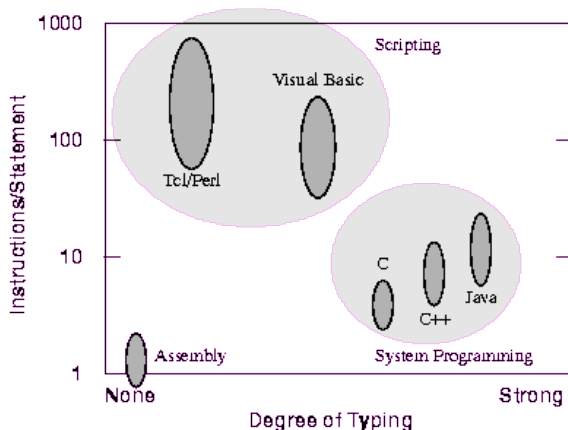 1000
Scripting
Visual Basic
Instructions/Statement
100
Tcl/Perl
10
C
C++
Java
Assembly
System Programming
1
None
Strong
Degree of Typing